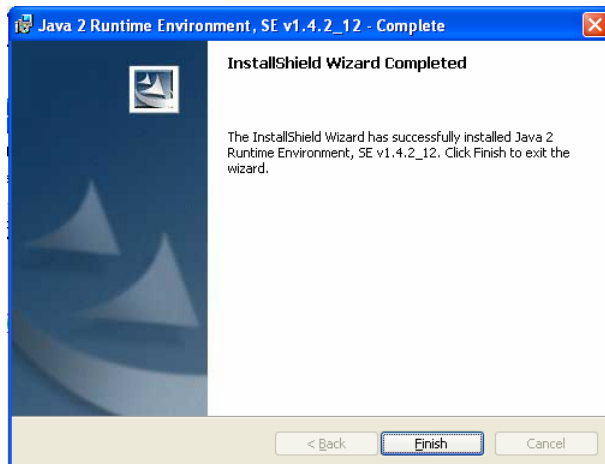 Java 2 Runtime Environment, SE v1.4.2_12 - Complete
InstallShield Wizard Completed
The InstallShield Wizard has successfully installed Java 2
Runtime Environment, SE v1.4.2_12. Click Finish to exit the
wizard.
< Back
Finish
Cancel